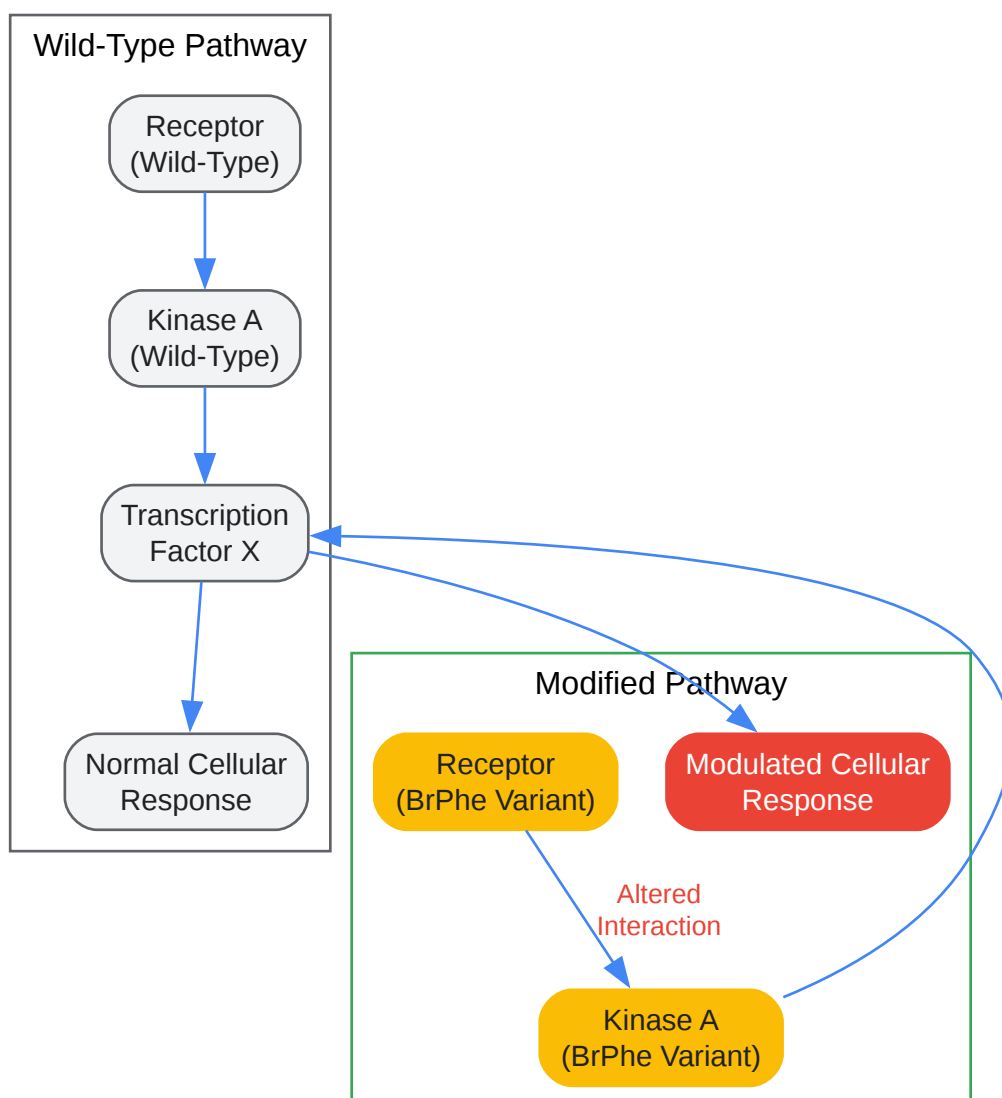 Wild-Type Pathway
Receptor
(Wild-Type)
Kinase A
(Wild-Type)
Transcription
Factor X
Normal Cellular
Response
Modified Pathway
Receptor
(BrPhe Variant)
Modulated Cellular
Response
Altered
Interaction
Kinase A
(BrPhe Variant)